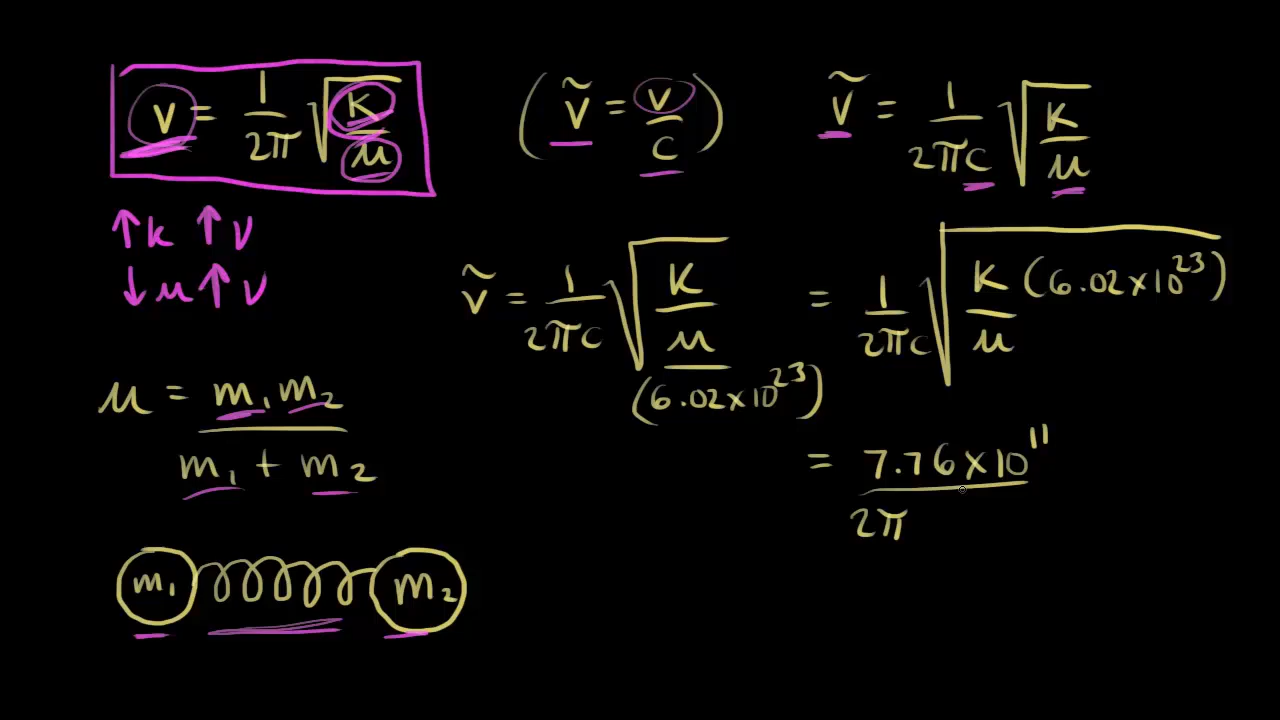 v = 1/2π √(K/μ)
(ṽ = v/c)
ṽ = 1/2πc √(K/μ)
↑k ↑v
↓μ ↑v
ṽ = 1/2πc √(K/(μ/(6.02×10²³))) = 1/2πc √(K/μ (6.02×10²³))
μ = m₁m₂/(m₁ + m₂)
= 7.76×10¹¹/2π
m₁ m₂